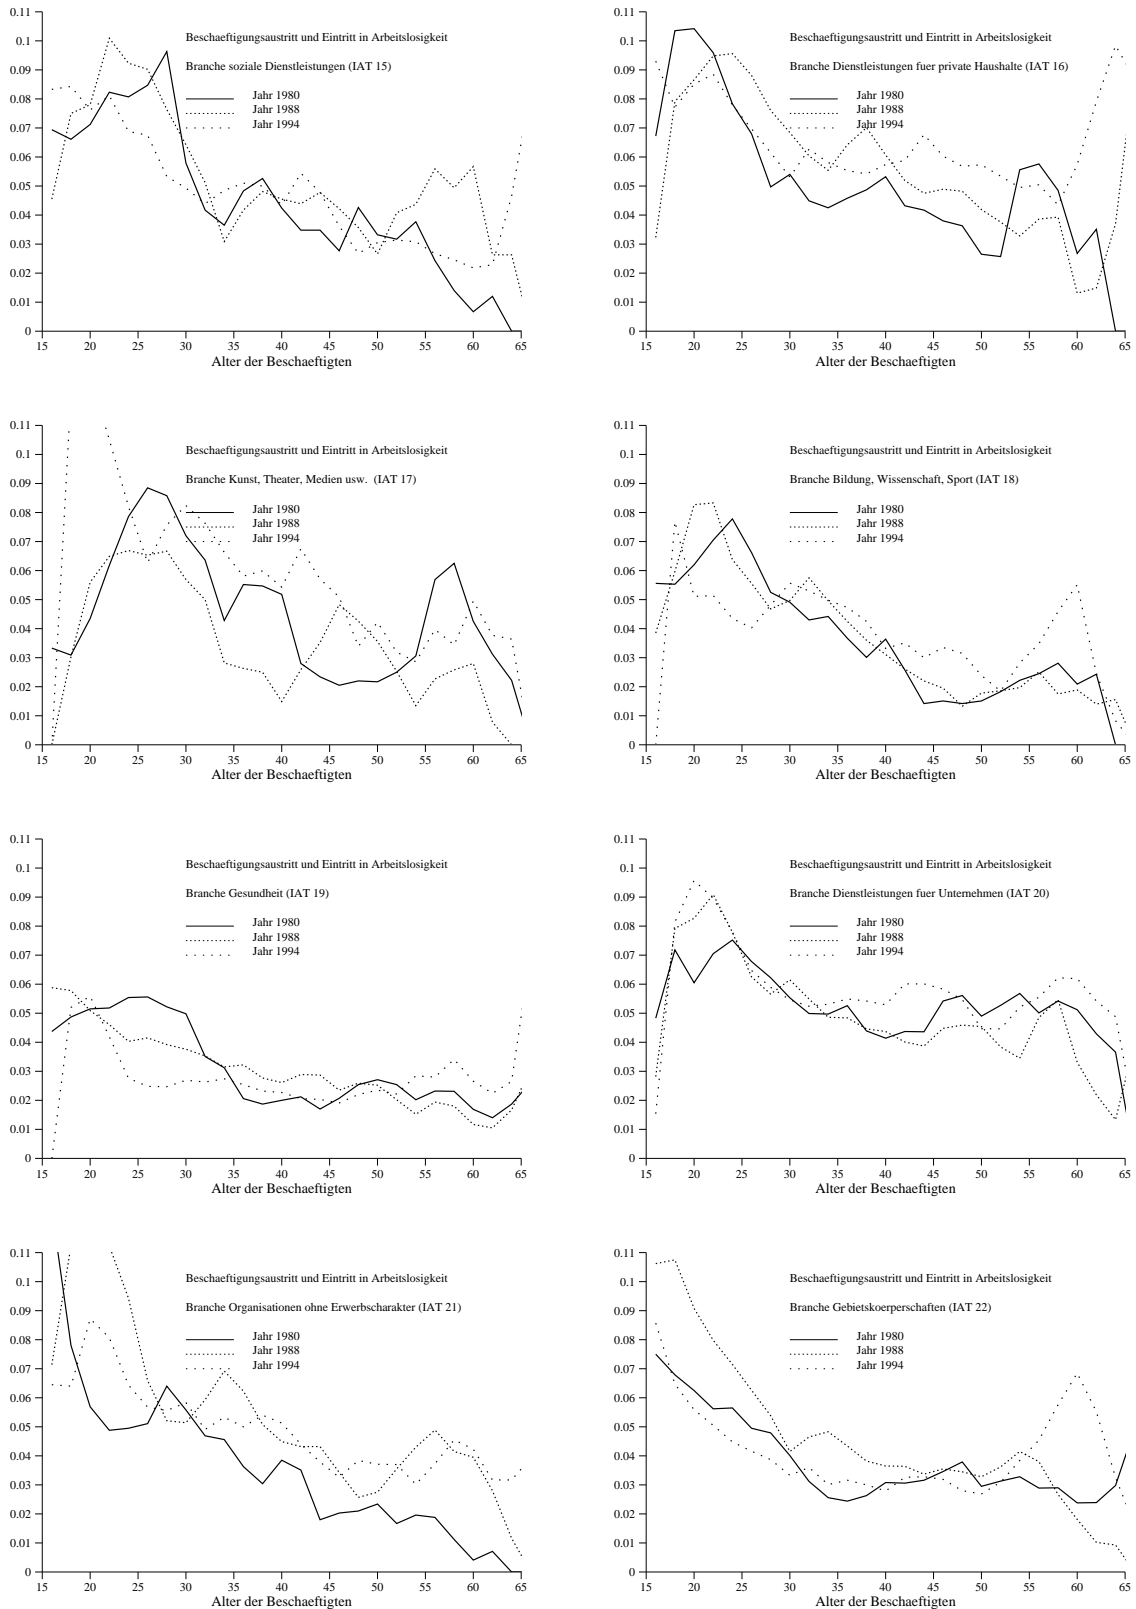 0.11
0.1
0.09
0.08
0.07
0.06
0.05
0.04
0.03
0.02
0.01
0
15 20 25 30 35 40 45 50 55 60 65
Alter der Beschaeftigten
Beschaeftigungsaustritt und Eintritt in Arbeitslosigkeit
Branche soziale Dienstleistungen (IAT 15)
Jahr 1980
Jahr 1988
Jahr 1994
0.11
0.1
0.09
0.08
0.07
0.06
0.05
0.04
0.03
0.02
0.01
0
15 20 25 30 35 40 45 50 55 60 65
Alter der Beschaeftigten
Beschaeftigungsaustritt und Eintritt in Arbeitslosigkeit
Branche Dienstleistungen fuer private Haushalte (IAT 16)
Jahr 1980
Jahr 1988
Jahr 1994
0.11
0.1
0.09
0.08
0.07
0.06
0.05
0.04
0.03
0.02
0.01
0
15 20 25 30 35 40 45 50 55 60 65
Alter der Beschaeftigten
Beschaeftigungsaustritt und Eintritt in Arbeitslosigkeit
Branche Kunst, Theater, Medien usw. (IAT 17)
Jahr 1980
Jahr 1988
Jahr 1994
0.11
0.1
0.09
0.08
0.07
0.06
0.05
0.04
0.03
0.02
0.01
0
15 20 25 30 35 40 45 50 55 60 65
Alter der Beschaeftigten
Beschaeftigungsaustritt und Eintritt in Arbeitslosigkeit
Branche Bildung, Wissenschaft, Sport (IAT 18)
Jahr 1980
Jahr 1988
Jahr 1994
0.11
0.1
0.09
0.08
0.07
0.06
0.05
0.04
0.03
0.02
0.01
0
15 20 25 30 35 40 45 50 55 60 65
Alter der Beschaeftigten
Beschaeftigungsaustritt und Eintritt in Arbeitslosigkeit
Branche Gesundheit (IAT 19)
Jahr 1980
Jahr 1988
Jahr 1994
0.11
0.1
0.09
0.08
0.07
0.06
0.05
0.04
0.03
0.02
0.01
0
15 20 25 30 35 40 45 50 55 60 65
Alter der Beschaeftigten
Beschaeftigungsaustritt und Eintritt in Arbeitslosigkeit
Branche Dienstleistungen fuer Unternehmen (IAT 20)
Jahr 1980
Jahr 1988
Jahr 1994
0.11
0.1
0.09
0.08
0.07
0.06
0.05
0.04
0.03
0.02
0.01
0
15 20 25 30 35 40 45 50 55 60 65
Alter der Beschaeftigten
Beschaeftigungsaustritt und Eintritt in Arbeitslosigkeit
Branche Organisationen ohne Erwerbscharakter (IAT 21)
Jahr 1980
Jahr 1988
Jahr 1994
0.11
0.1
0.09
0.08
0.07
0.06
0.05
0.04
0.03
0.02
0.01
0
15 20 25 30 35 40 45 50 55 60 65
Alter der Beschaeftigten
Beschaeftigungsaustritt und Eintritt in Arbeitslosigkeit
Branche Gebietskoerperschaften (IAT 22)
Jahr 1980
Jahr 1988
Jahr 1994